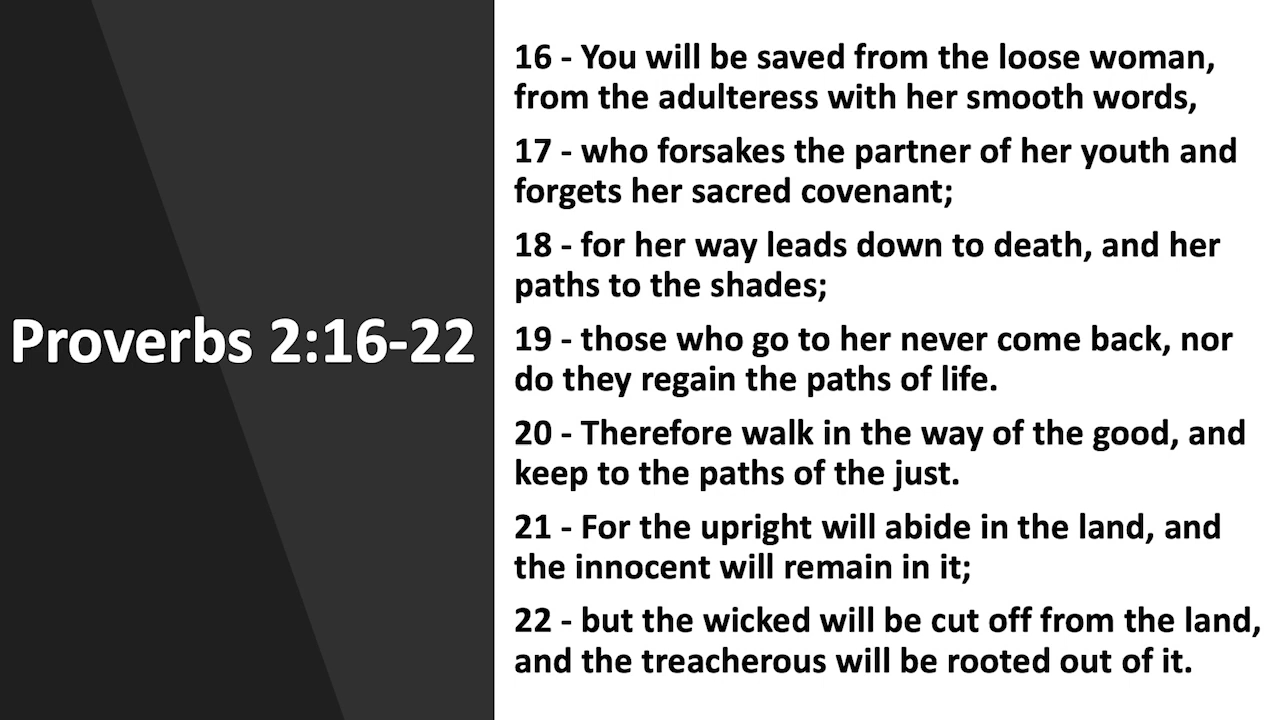 Proverbs 2:16-22
16 - You will be saved from the loose woman,
from the adulteress with her smooth words,
17 - who forsakes the partner of her youth and
forgets her sacred covenant;
18 - for her way leads down to death, and her
paths to the shades;
19 - those who go to her never come back, nor
do they regain the paths of life.
20 - Therefore walk in the way of the good, and
keep to the paths of the just.
21 - For the upright will abide in the land, and
the innocent will remain in it;
22 - but the wicked will be cut off from the land,
and the treacherous will be rooted out of it.